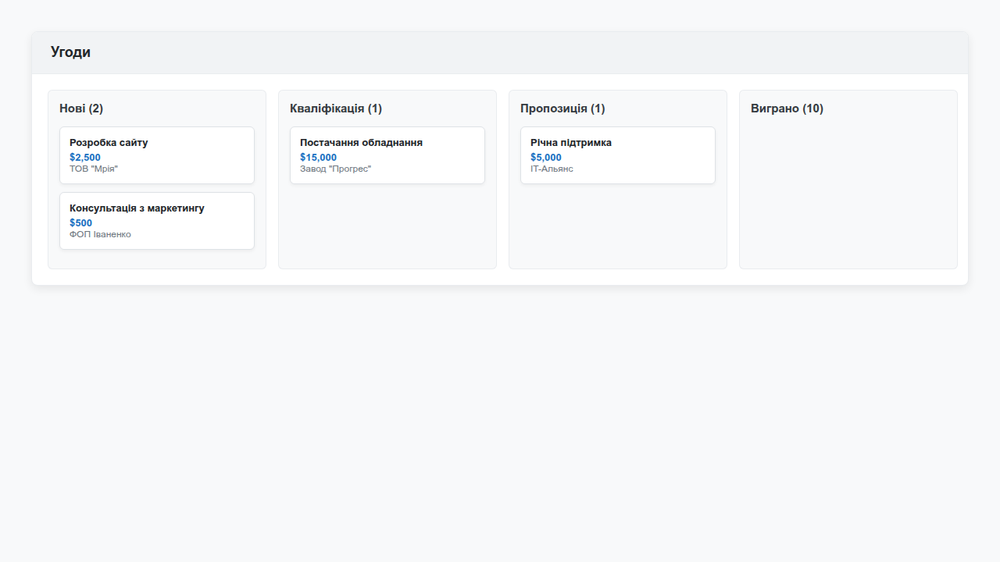 Угоди
Нові (2)
Розробка сайту
$2,500
ТОВ "Мрія"
Консультація з маркетингу
$500
ФОП Іваненко
Кваліфікація (1)
Постачання обладнання
$15,000
Завод "Прогрес"
Пропозиція (1)
Річна підтримка
$5,000
ІТ-Альянс
Виграно (10)